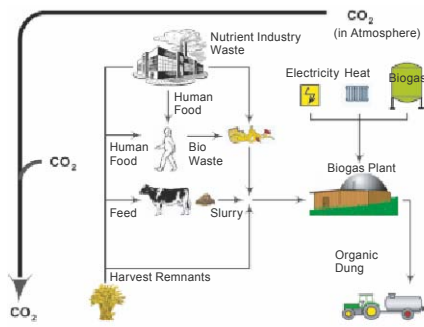 CO2
(in Atmosphere)
Nutrient Industry
Waste
Electricity Heat
Biogas
Human
Food
Human
Food
Bio
Waste
CO2
Biogas Plant
Feed
Slurry
Organic
Dung
Harvest Remnants
CO2